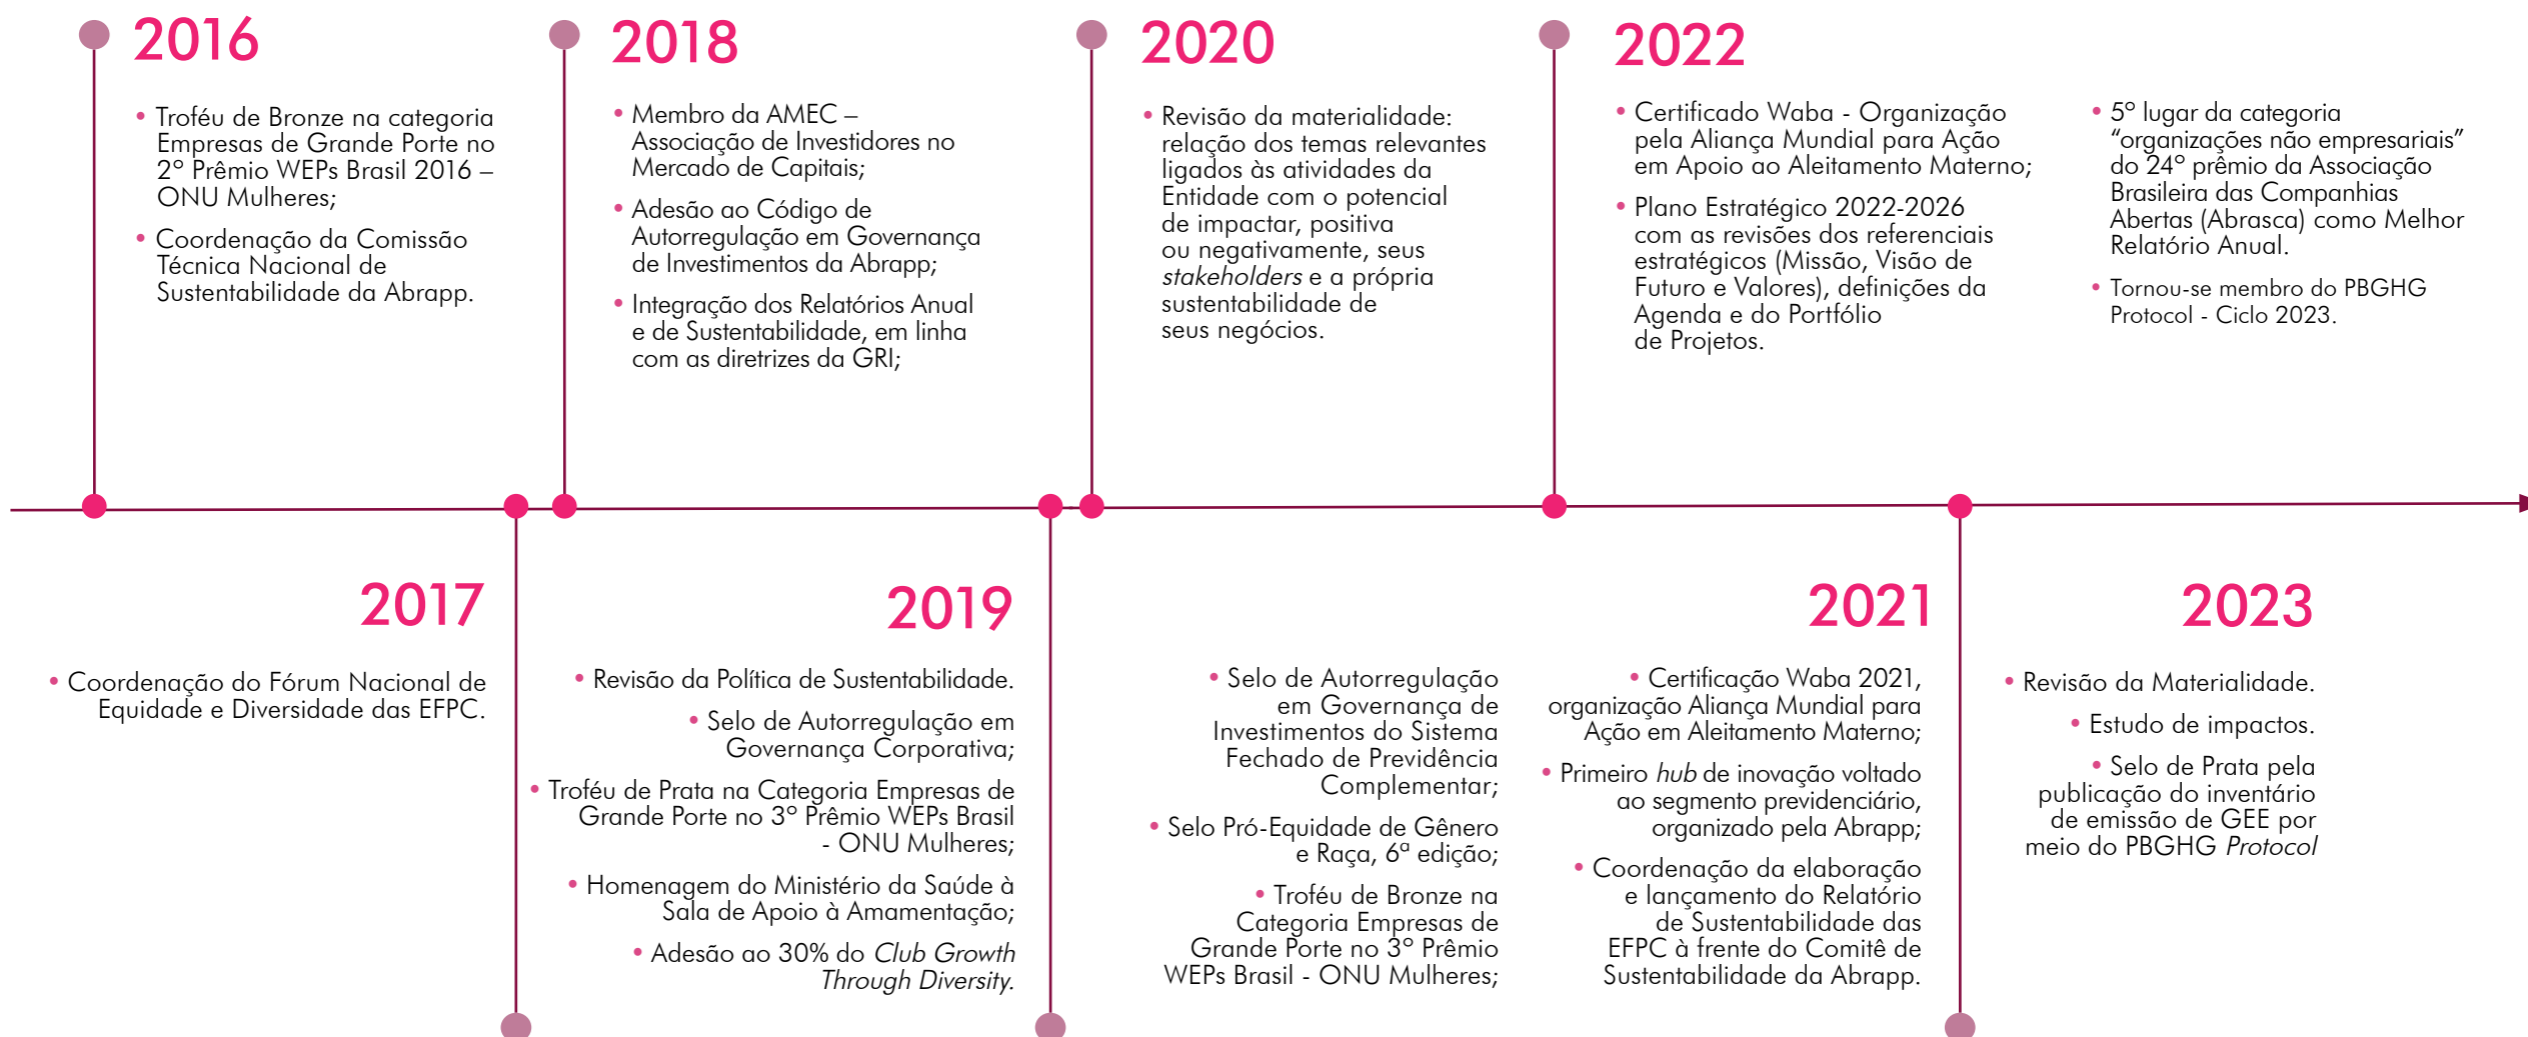 2016
• Troféu de Bronze na categoria
Empresas de Grande Porte no
2º Prêmio WEPs Brasil 2016 –
ONU Mulheres;
• Coordenação da Comissão
Técnica Nacional de
Sustentabilidade da Abrapp.
2018
• Membro da AMEC –
Associação de Investidores no
Mercado de Capitais;
• Adesão ao Código de
Autorregulação em Governança
de Investimentos da Abrapp;
• Integração dos Relatórios Anual
e de Sustentabilidade, em linha
com as diretrizes da GRI;
2020
• Revisão da materialidade:
relação dos temas relevantes
ligados às atividades da
Entidade com o potencial
de impactar, positiva
ou negativamente, seus
stakeholders e a própria
sustentabilidade de
seus negócios.
2022
• Certificado Waba - Organização
pela Aliança Mundial para Ação
em Apoio ao Aleitamento Materno;
• Plano Estratégico 2022-2026
com as revisões dos referenciais
estratégicos (Missão, Visão de
Futuro e Valores), definições da
Agenda e do Portfólio
de Projetos.
• 5º lugar da categoria
“organizações não empresariais”
do 24º prêmio da Associação
Brasileira das Companhias
Abertas (Abrasca) como Melhor
Relatório Anual.
• Tornou-se membro do PBGHG
Protocol - Ciclo 2023.
2017
• Coordenação do Fórum Nacional de
Equidade e Diversidade das EFPC.
2019
• Revisão da Política de Sustentabilidade.
• Selo de Autorregulação em
Governança Corporativa;
• Troféu de Prata na Categoria Empresas de
Grande Porte no 3º Prêmio WEPs Brasil
- ONU Mulheres;
• Homenagem do Ministério da Saúde à
Sala de Apoio à Amamentação;
• Adesão ao 30% do Club Growth
Through Diversity.
2021
• Selo de Autorregulação
em Governança de
Investimentos do Sistema
Fechado de Previdência
Complementar;
• Selo Pró-Equidade de Gênero
e Raça, 6ª edição;
• Troféu de Bronze na
Categoria Empresas de
Grande Porte no 3º Prêmio
WEPs Brasil - ONU Mulheres;
• Certificação Waba 2021,
organização Aliança Mundial para
Ação em Aleitamento Materno;
• Primeiro hub de inovação voltado
ao segmento previdenciário,
organizado pela Abrapp;
• Coordenação da elaboração
e lançamento do Relatório
de Sustentabilidade das
EFPC à frente do Comitê de
Sustentabilidade da Abrapp.
2023
• Revisão da Materialidade.
• Estudo de impactos.
• Selo de Prata pela
publicação do inventário
de emissão de GEE por
meio do PBGHG Protocol